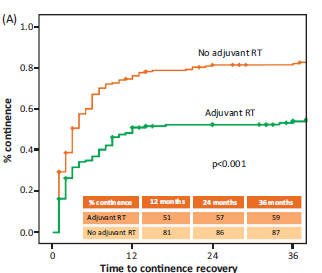 (A)
1.0
0.8
0.6
0.4
0.2
0.0
% continence
No adjuvant RT
Adjuvant RT
p<0.001
% continence 12 months 24 months 36 months
Adjuvant RT 51 57 59
No adjuvant RT 81 86 87
0 12 24 36
Time to continence recovery